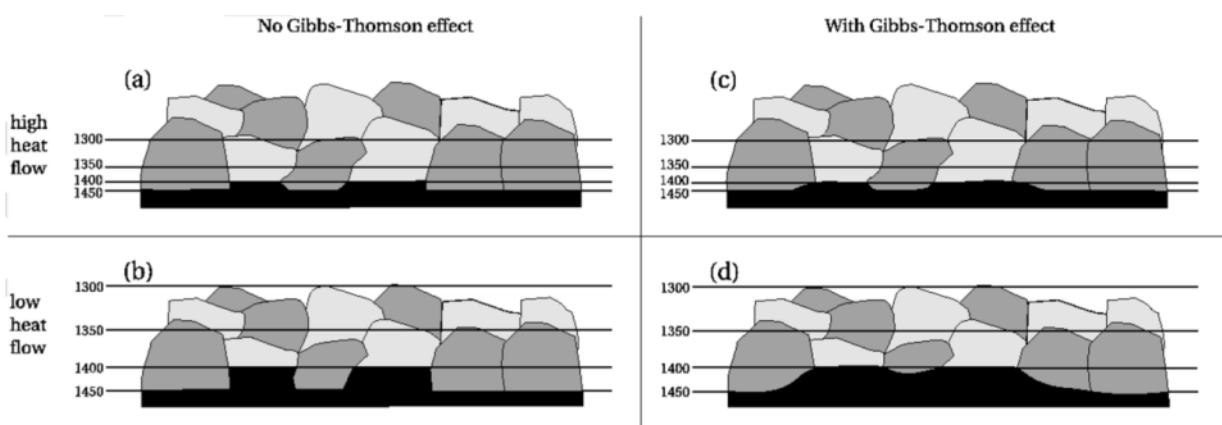 No Gibbs-Thomson effect
With Gibbs-Thomson effect
(a)
high
heat
flow
1300
1350
1400
1450
(c)
1300
1350
1400
1450
(b)
low
heat
flow
1300
1350
1400
1450
(d)
1300
1350
1400
1450